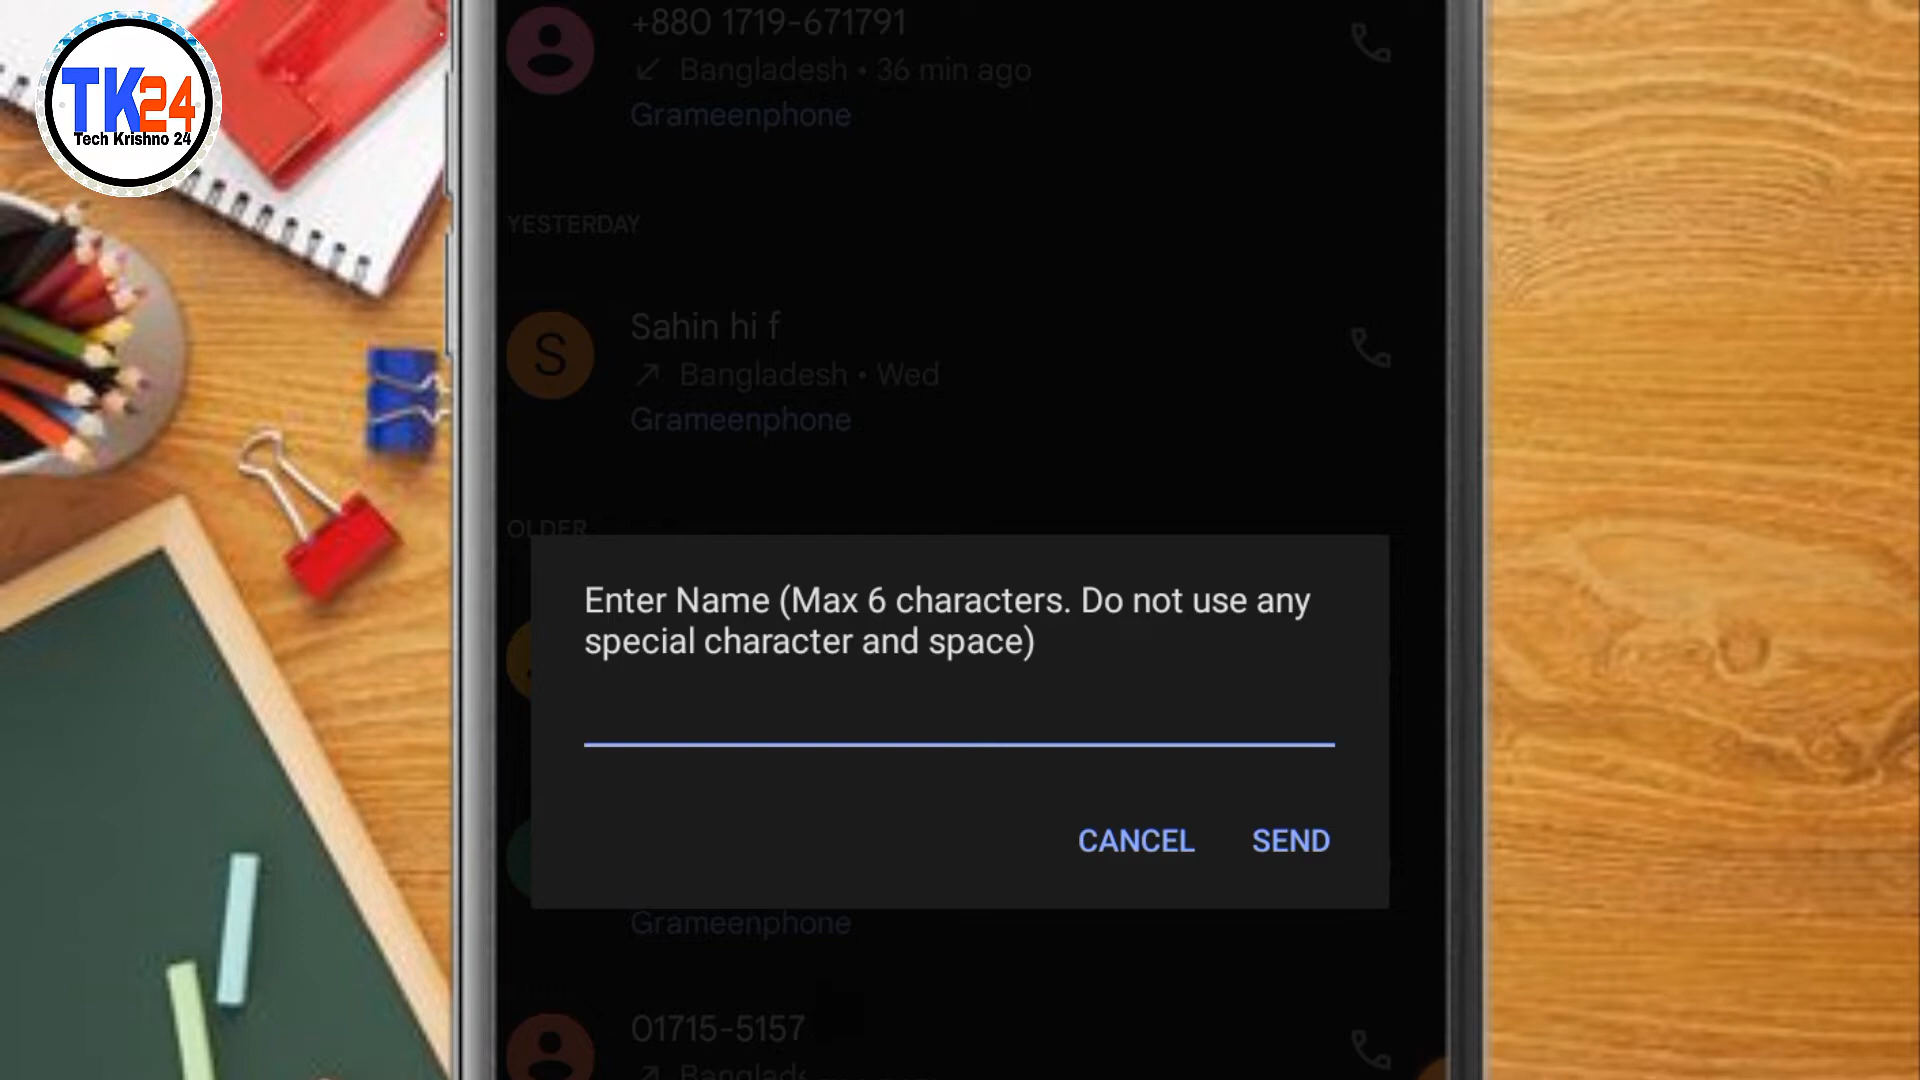 TK24
Tech Krishno 24
+880 1719-671791
Bangladesh • 36 min ago
Grameenphone
YESTERDAY
Sahin hi f
S
Bangladesh • Wed
Grameenphone
OLDER
Enter Name (Max 6 characters. Do not use any
special character and space)
CANCEL SEND
Grameenphone
01715-5157